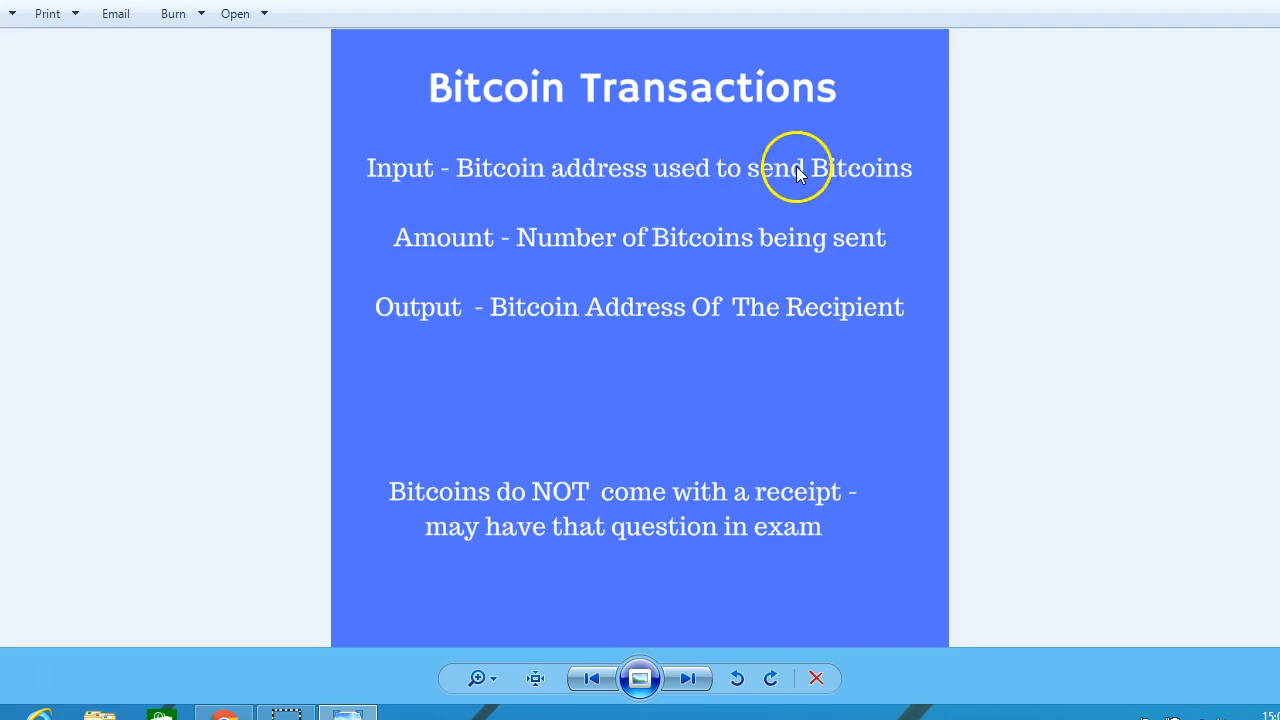 Print Email Burn Open
Bitcoin Transactions
Input - Bitcoin address used to send Bitcoins
Amount - Number of Bitcoins being sent
Output - Bitcoin Address Of The Recipient
Bitcoins do NOT come with a receipt -
may have that question in exam